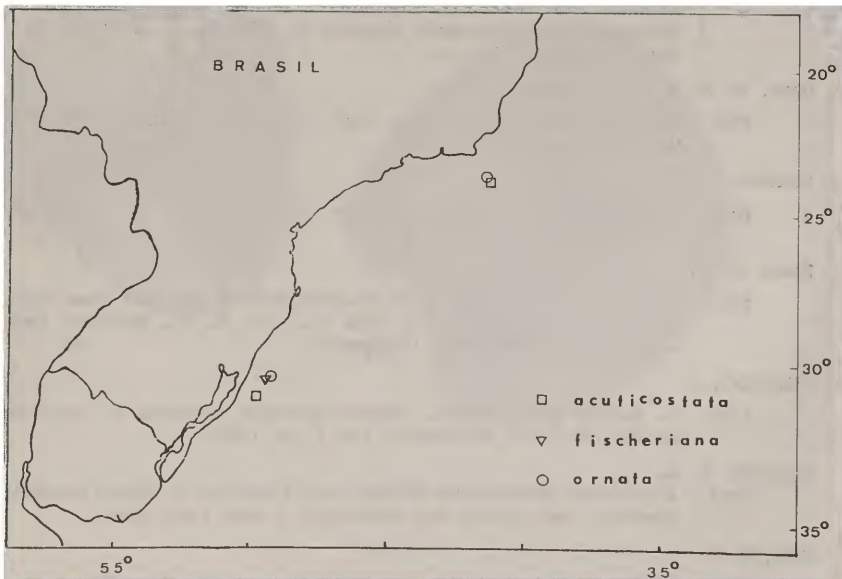 BRASIL
20°
25°
30°
acuticostata
fischeriana
ornata
35°
55° 35°